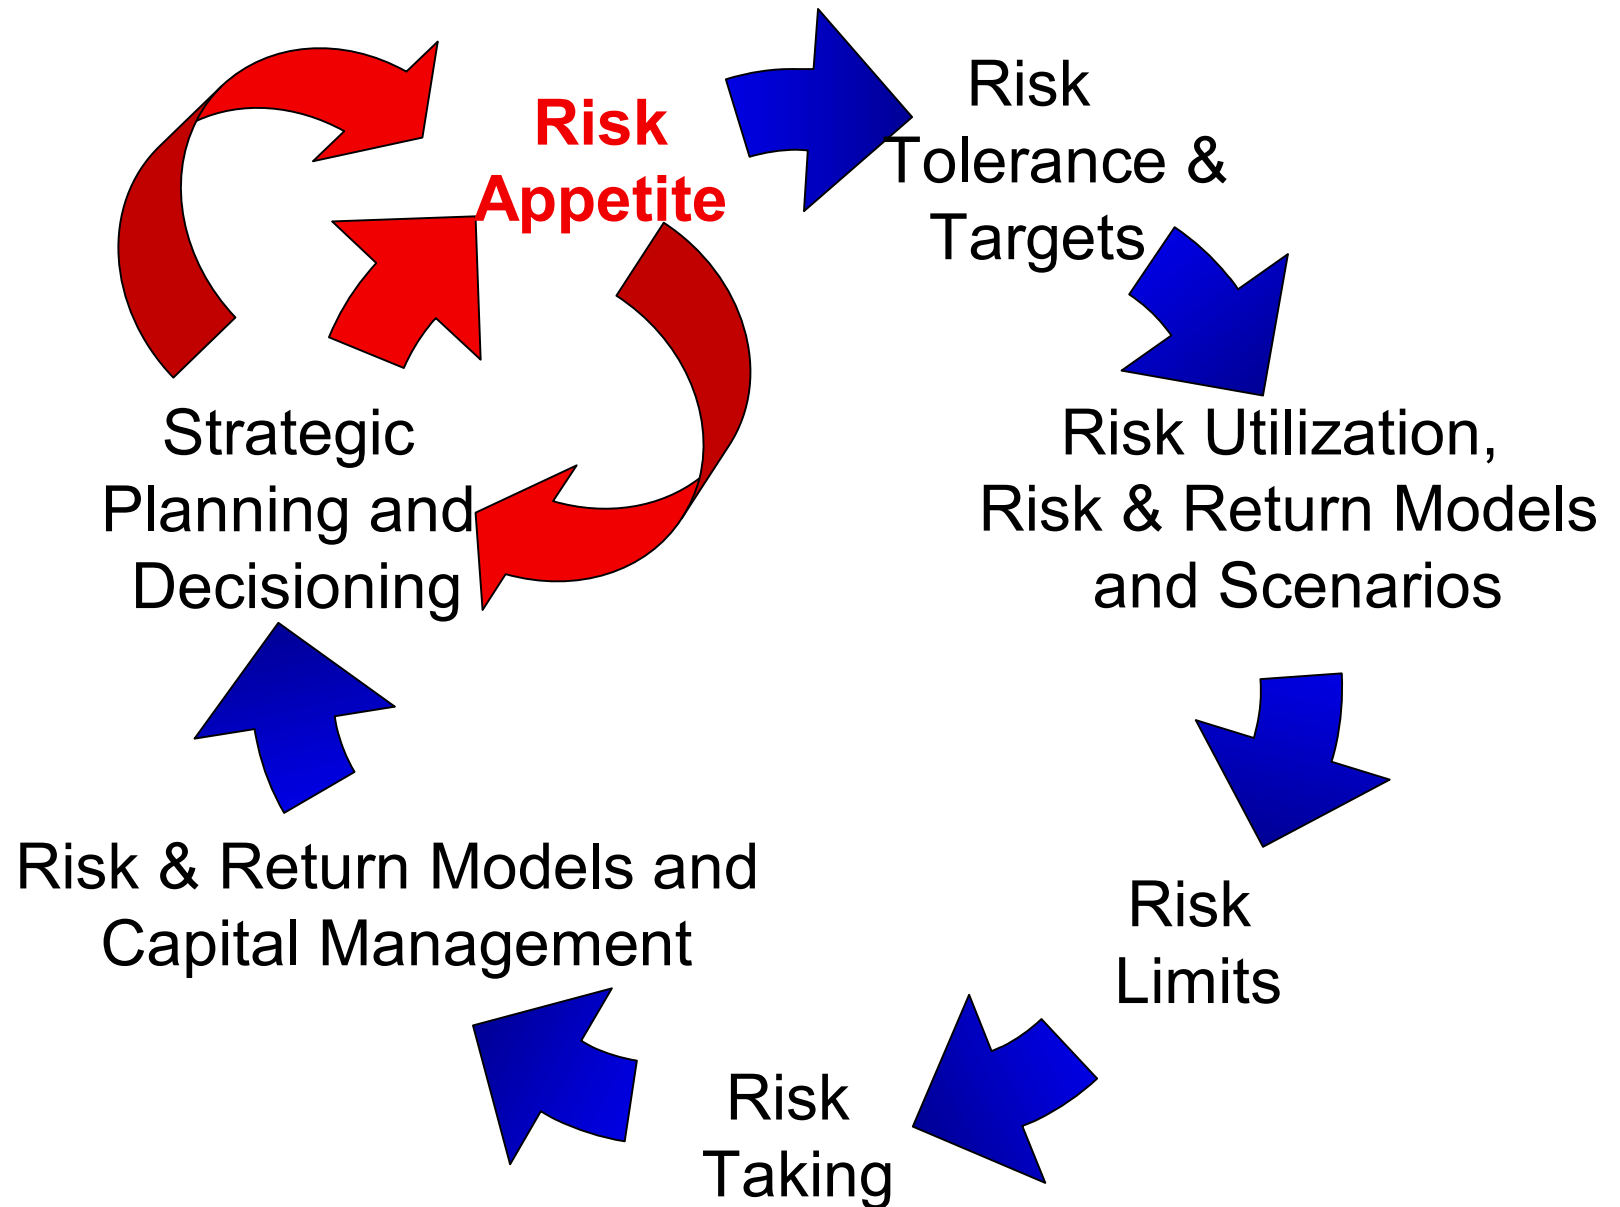 Risk
Appetite
Risk
Tolerance &
Targets
Risk Utilization,
Risk & Return Models
and Scenarios
Risk
Limits
Risk
Taking
Risk & Return Models and
Capital Management
Strategic
Planning and
Decisioning